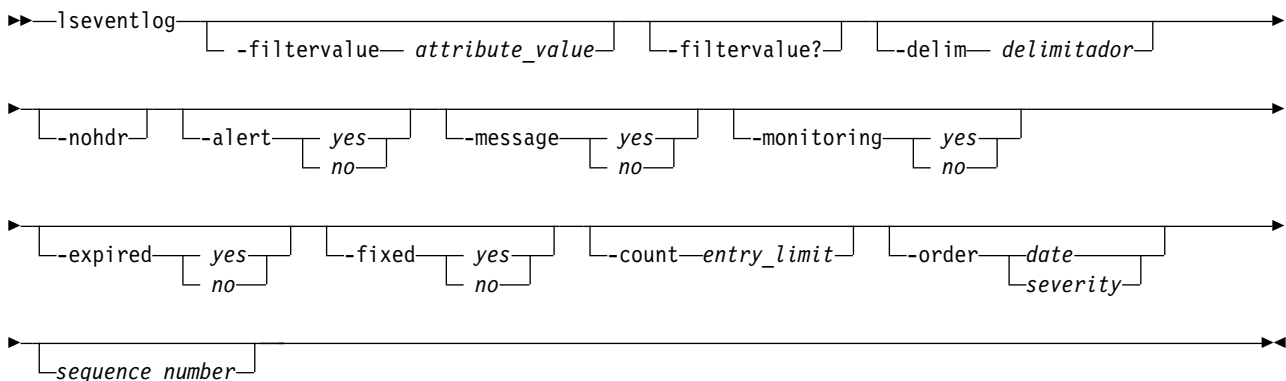 lseventlog -filtervalue attribute_value -filtervalue? -delim delimitador
-nohdr -alert yes no -message yes no -monitoring yes no
-expired yes no -fixed yes no -count entry_limit -order date severity
sequence_number